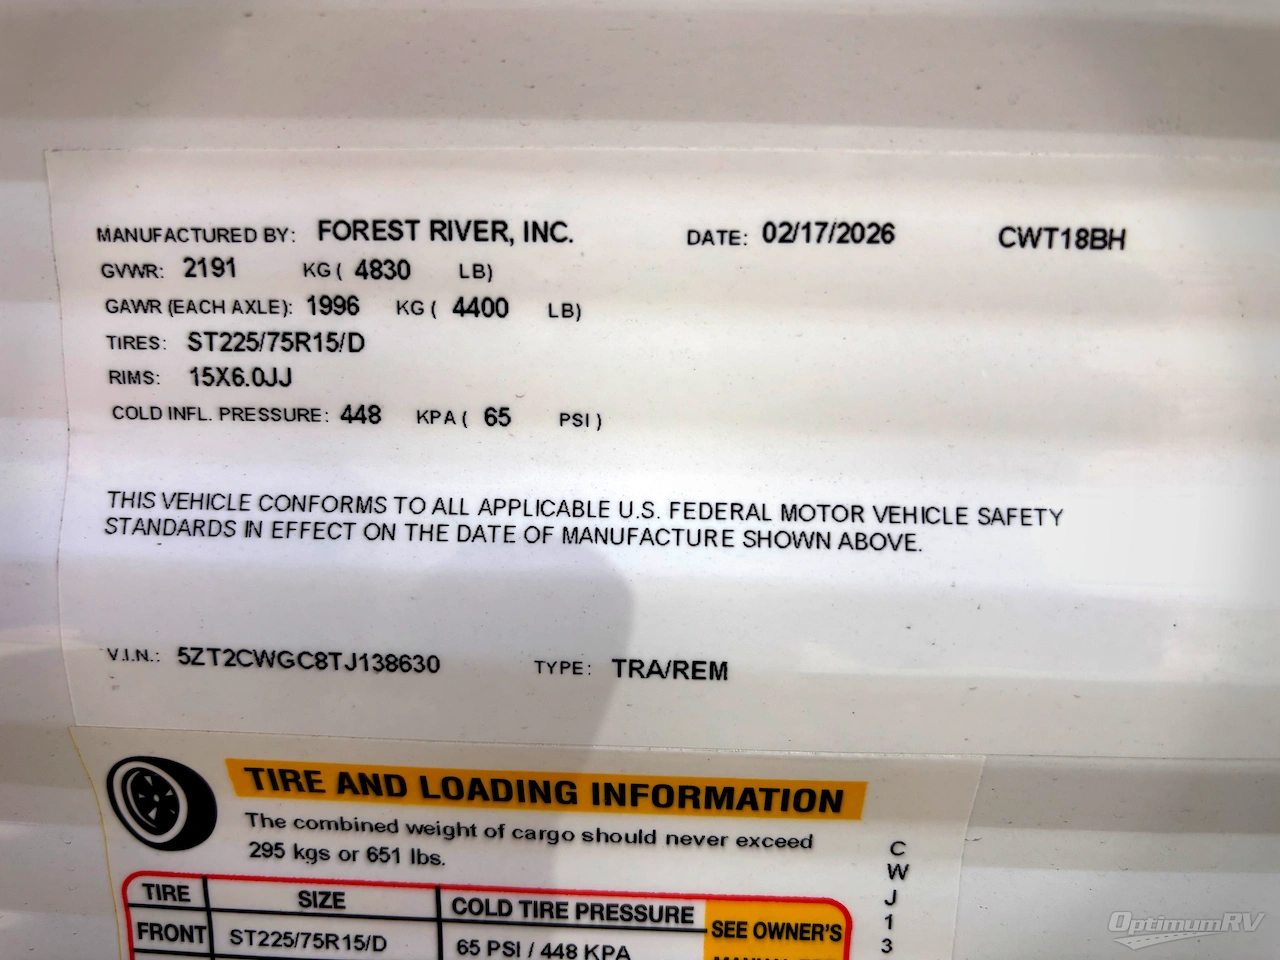 MANUFACTURED BY: FOREST RIVER, INC. DATE: 02/17/2026 CWT18BH
GVWR: 2191 KG ( 4830 LB)
GAWR (EACH AXLE): 1996 KG ( 4400 LB)
TIRES: ST225/75R15/D
RIMS: 15X6.0JJ
COLD INFL. PRESSURE: 448 KPA ( 65 PSI )
THIS VEHICLE CONFORMS TO ALL APPLICABLE U.S. FEDERAL MOTOR VEHICLE SAFETY
STANDARDS IN EFFECT ON THE DATE OF MANUFACTURE SHOWN ABOVE.
V.I.N.: 5ZT2CWGC8TJ138630 TYPE: TRA/REM
TIRE AND LOADING INFORMATION
The combined weight of cargo should never exceed
295 kgs or 651 lbs.
TIRE SIZE COLD TIRE PRESSURE SEE OWNER'S
FRONT ST225/75R15/D 65 PSI / 448 KPA
CWJ13
OptimumRV